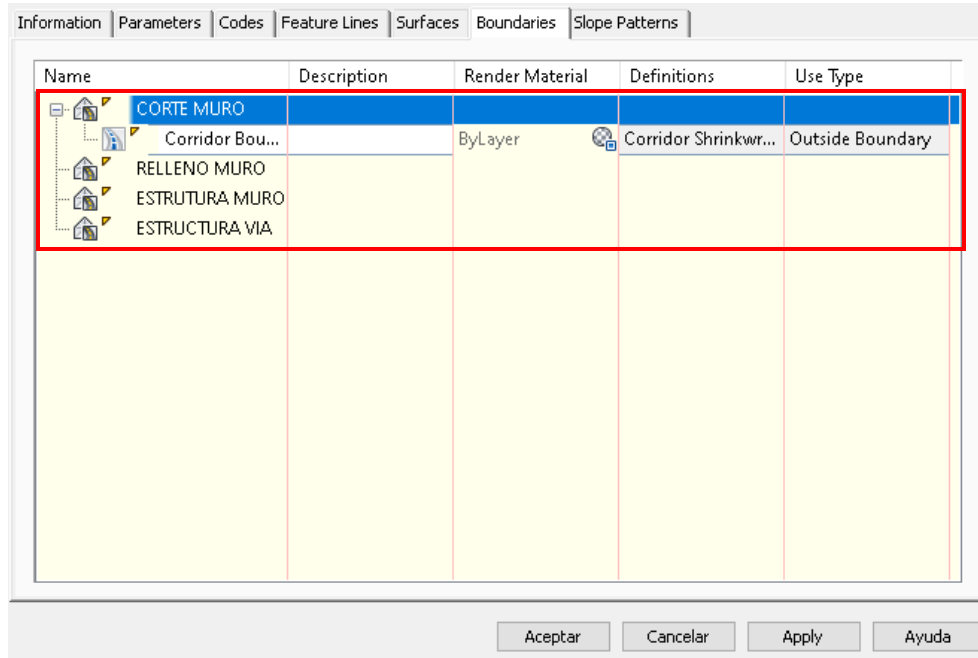 Information Parameters Codes Feature Lines Surfaces Boundaries Slope Patterns
Name Description Render Material Definitions Use Type
CORTE MURO
Corridor Bou... ByLayer Corridor Shrinkwr... Outside Boundary
RELLENO MURO
ESTRUTURA MURO
ESTRUCTURA VIA
Aceptar Cancelar Apply Ayuda